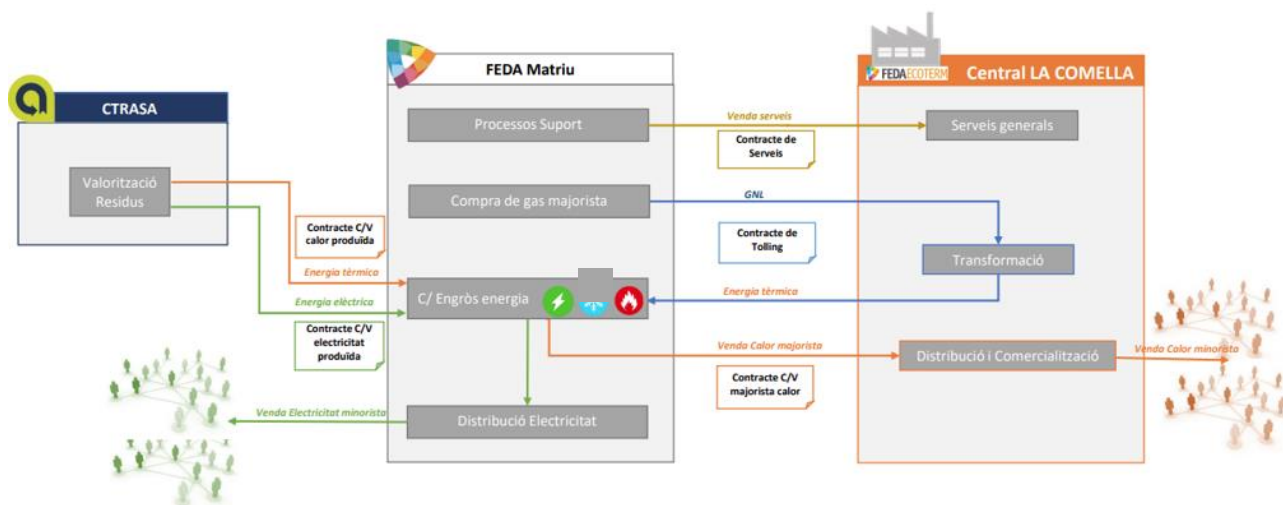 CTRASA
Valorització
Residus
Contracte C/V
calor produïda
Energia tèrmica
Energia elèctrica
Contracte C/V
electricitat
produïda
Venda Electricitat minorista
FEDA Matriu
Processos Suport
Compra de gas majorista
C/ Engròs energia
Distribució Electricitat
Venda serveis
Contracte de
Serveis
GNL
Contracte de
Tolling
Energia tèrmica
Venda Calor majorista
Contracte C/V
majorista calor
FEDAECOTERM
Central LA COMELLA
Serveis generals
Transformació
Distribució i Comercialització
Venda Calor minorista